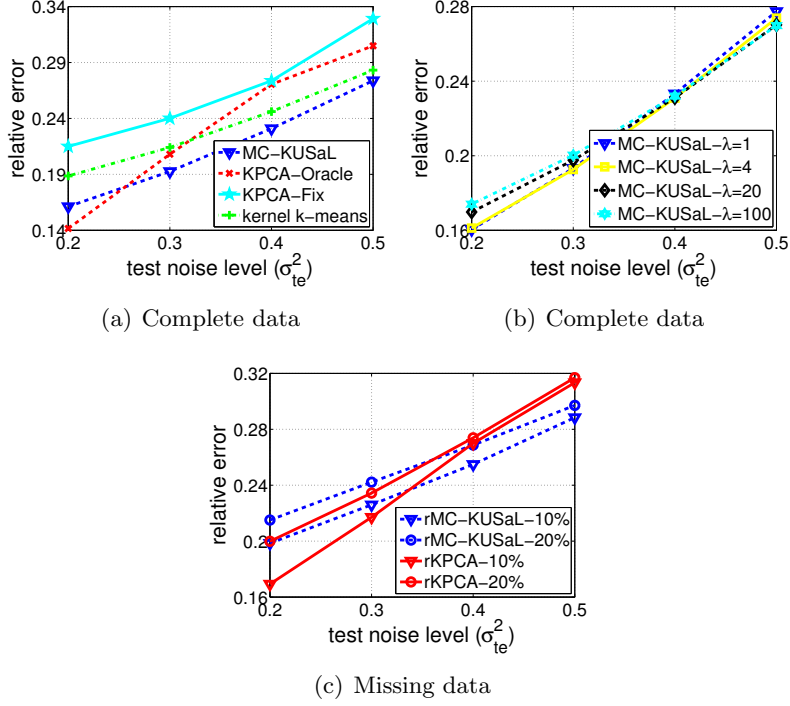 0.34
0.29
0.24
0.19
0.14
relative error
0.2 0.3 0.4 0.5
test noise level (σ²te)
MC−KUSaL
KPCA−Oracle
KPCA−Fix
kernel k−means
(a) Complete data
0.28
0.24
0.2
0.16
relative error
0.2 0.3 0.4 0.5
test noise level (σ²te)
MC−KUSaL−λ=1
MC−KUSaL−λ=4
MC−KUSaL−λ=20
MC−KUSaL−λ=100
(b) Complete data
0.32
0.28
0.24
0.2
0.16
relative error
0.2 0.3 0.4 0.5
test noise level (σ²te)
rMC−KUSaL−10%
rMC−KUSaL−20%
rKPCA−10%
rKPCA−20%
(c) Missing data